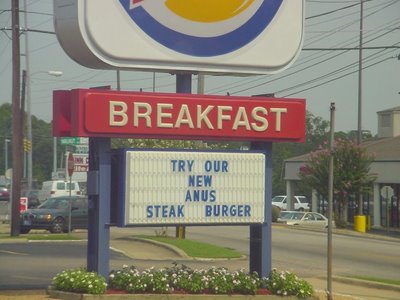 BREAKFAST
TRY OUR
NEW
ANUS
STEAK BURGER